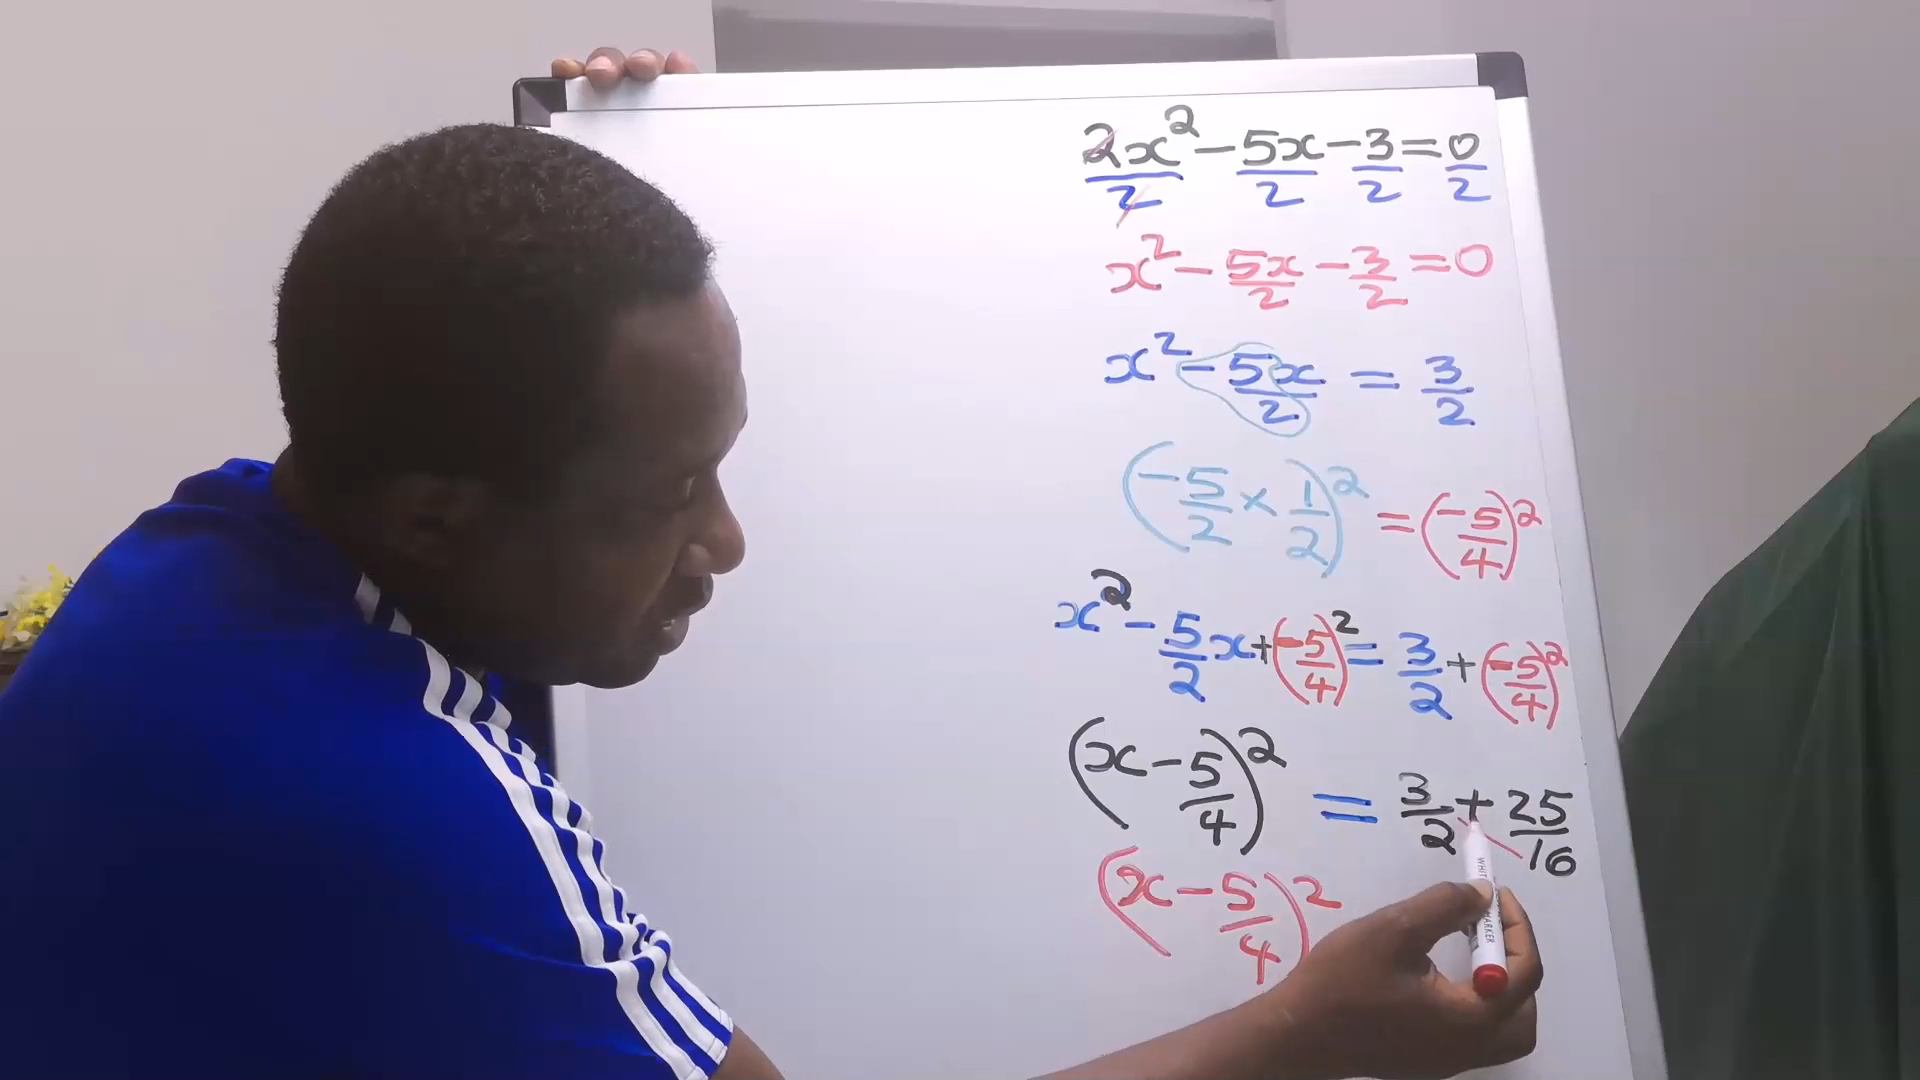 2x² - 5x - 3 = 0
2 2 2 2
x² - 5x/2 - 3/2 = 0
x² - 5x/2 = 3/2
(-5/2 × 1/2)² = (-5/4)²
x² - 5/2 x + (-5/4)² = 3/2 + (-5/4)²
(x - 5/4)² = 3/2 + 25/16
(x - 5/4)²